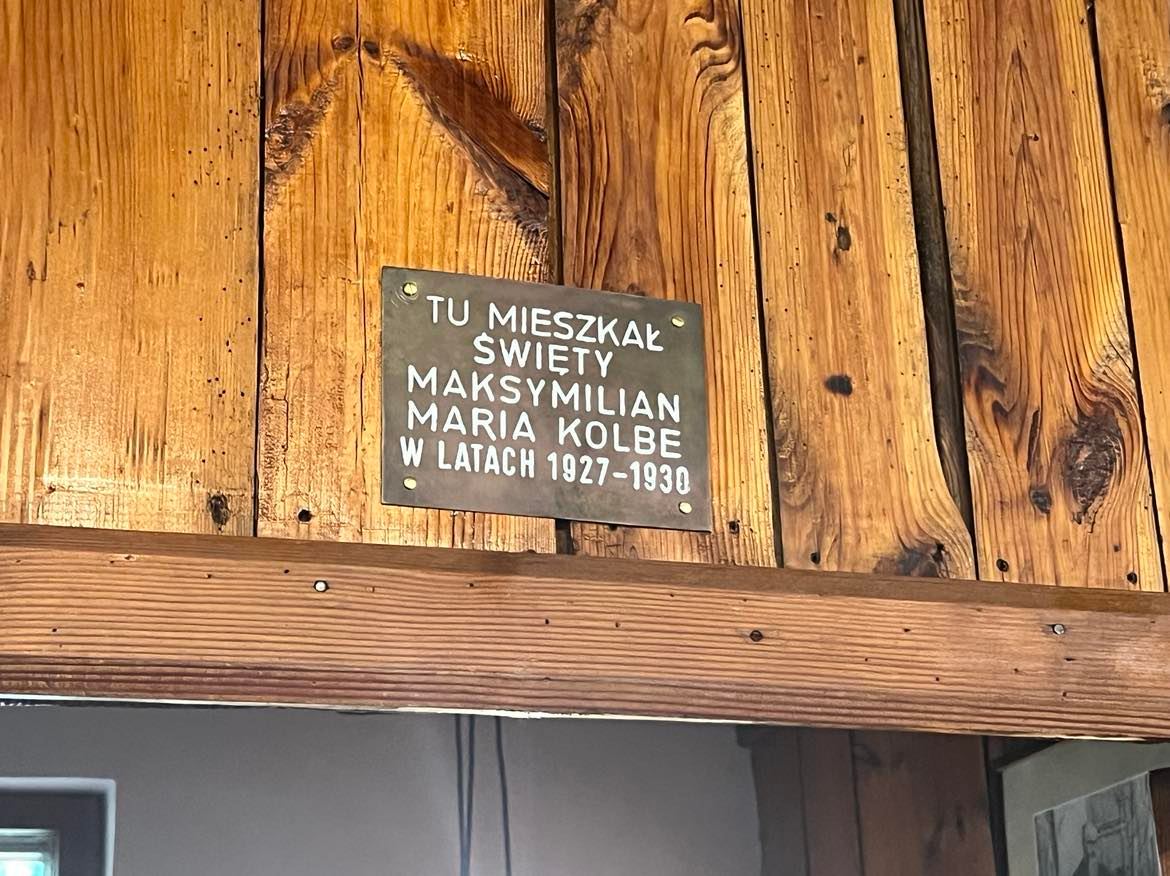 TU MIESZKAŁ
ŚWIĘTY
MAKSYMILIAN
MARIA KOLBE
W LATACH 1927-1930